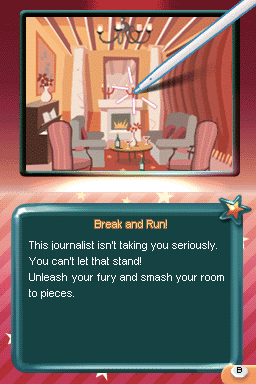 Break and Run!
This journalist isn't taking you seriously.
You can't let that stand!
Unleash your fury and smash your room
to pieces.
B